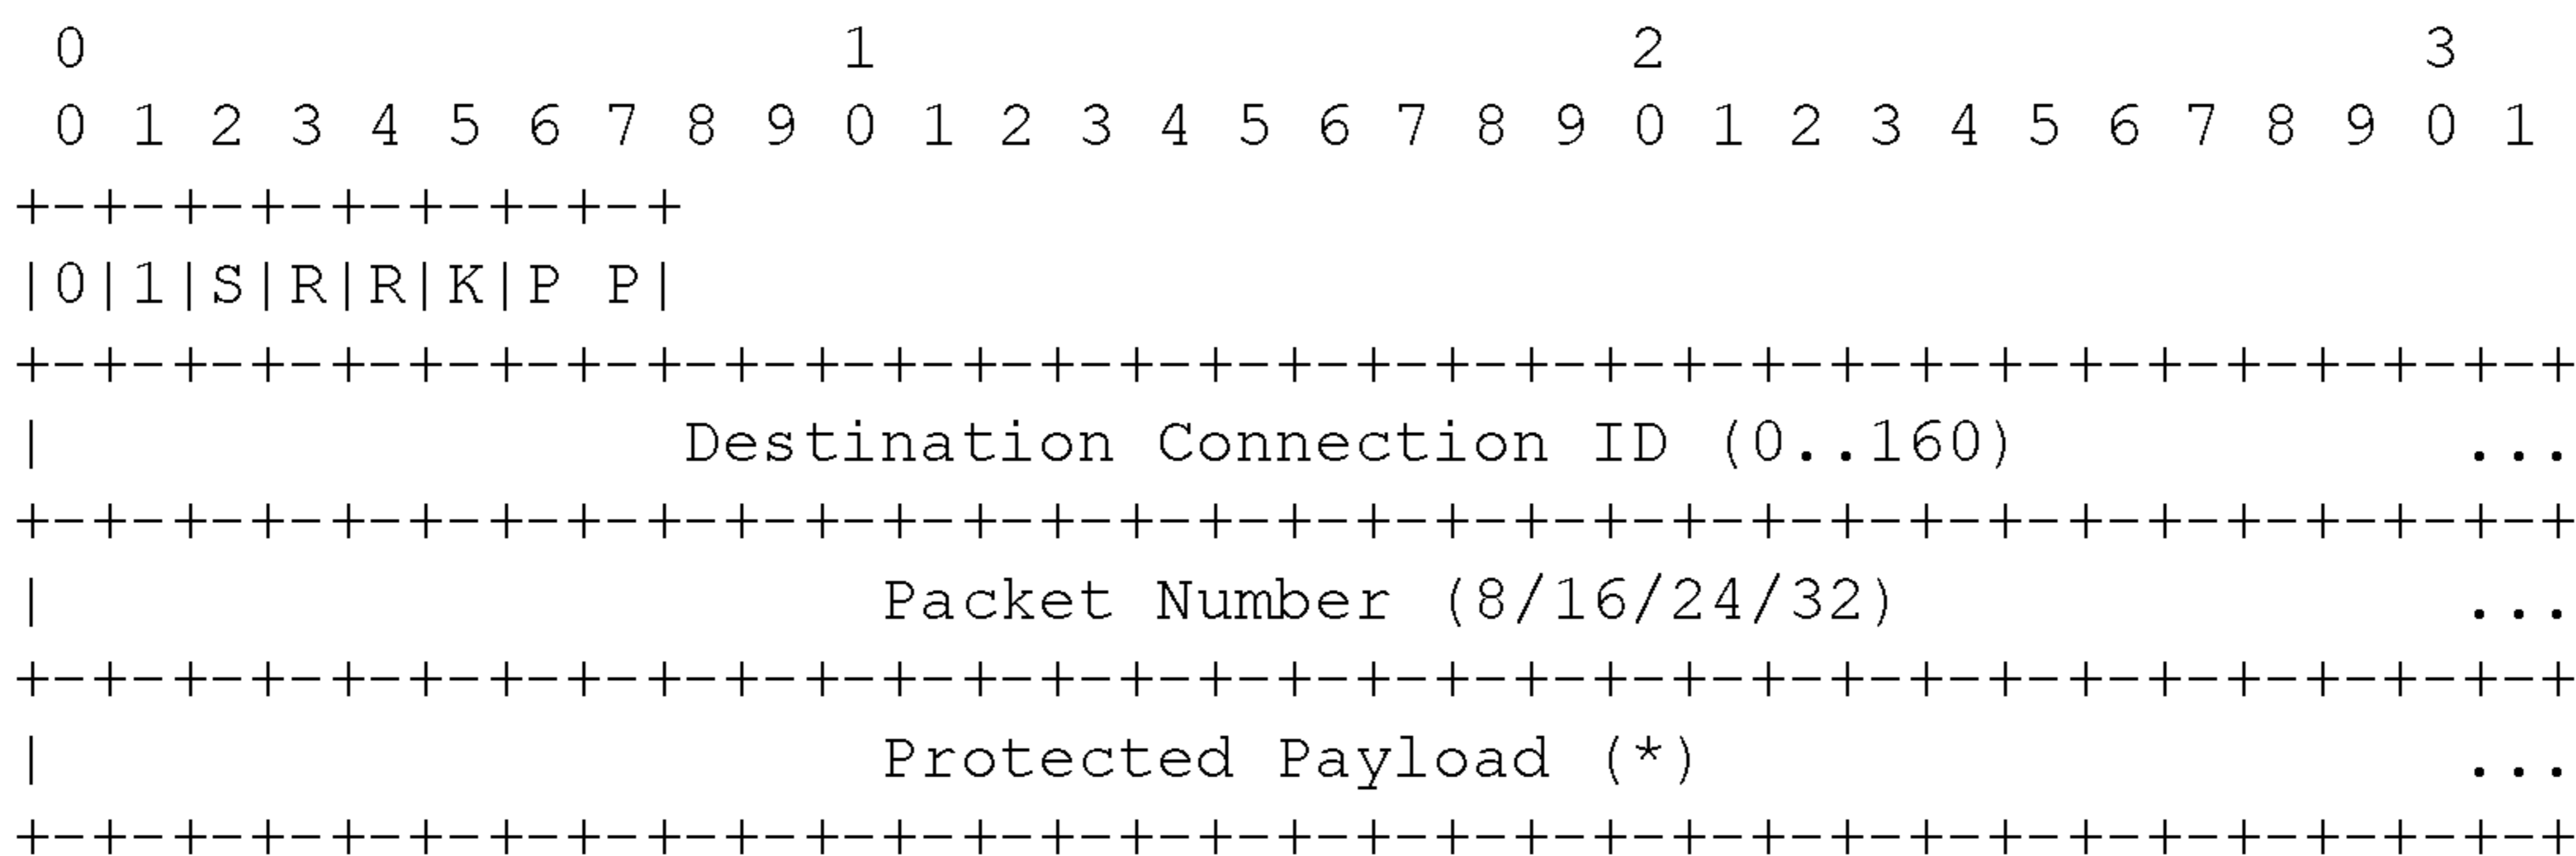 0                   1                   2                   3
 0 1 2 3 4 5 6 7 8 9 0 1 2 3 4 5 6 7 8 9 0 1 2 3 4 5 6 7 8 9 0 1
+-+-+-+-+-+-+-+-+
|0|1|S|R|R|K|P P|
+-+-+-+-+-+-+-+-+-+-+-+-+-+-+-+-+-+-+-+-+-+-+-+-+-+-+-+-+-+-+-+-+
|                Destination Connection ID (0..160)           ...
+-+-+-+-+-+-+-+-+-+-+-+-+-+-+-+-+-+-+-+-+-+-+-+-+-+-+-+-+-+-+-+-+
|                     Packet Number (8/16/24/32)              ...
+-+-+-+-+-+-+-+-+-+-+-+-+-+-+-+-+-+-+-+-+-+-+-+-+-+-+-+-+-+-+-+-+
|                     Protected Payload (*)                   ...
+-+-+-+-+-+-+-+-+-+-+-+-+-+-+-+-+-+-+-+-+-+-+-+-+-+-+-+-+-+-+-+-+